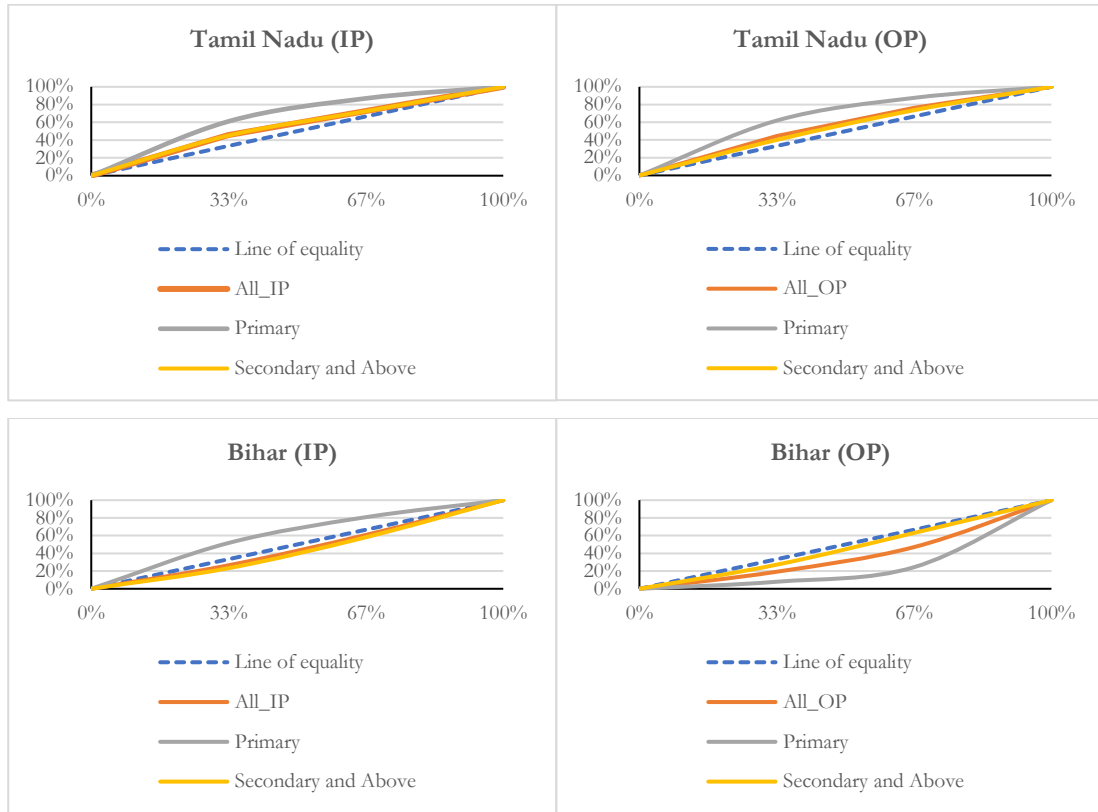 Tamil Nadu (IP)
100%
80%
60%
40%
20%
0%
0% 33% 67% 100%
Line of equality
All_IP
Primary
Secondary and Above
Tamil Nadu (OP)
100%
80%
60%
40%
20%
0%
0% 33% 67% 100%
Line of equality
All_OP
Primary
Secondary and Above
Bihar (IP)
100%
80%
60%
40%
20%
0%
0% 33% 67% 100%
Line of equality
All_IP
Primary
Secondary and Above
Bihar (OP)
100%
80%
60%
40%
20%
0%
0% 33% 67% 100%
Line of equality
All_OP
Primary
Secondary and Above